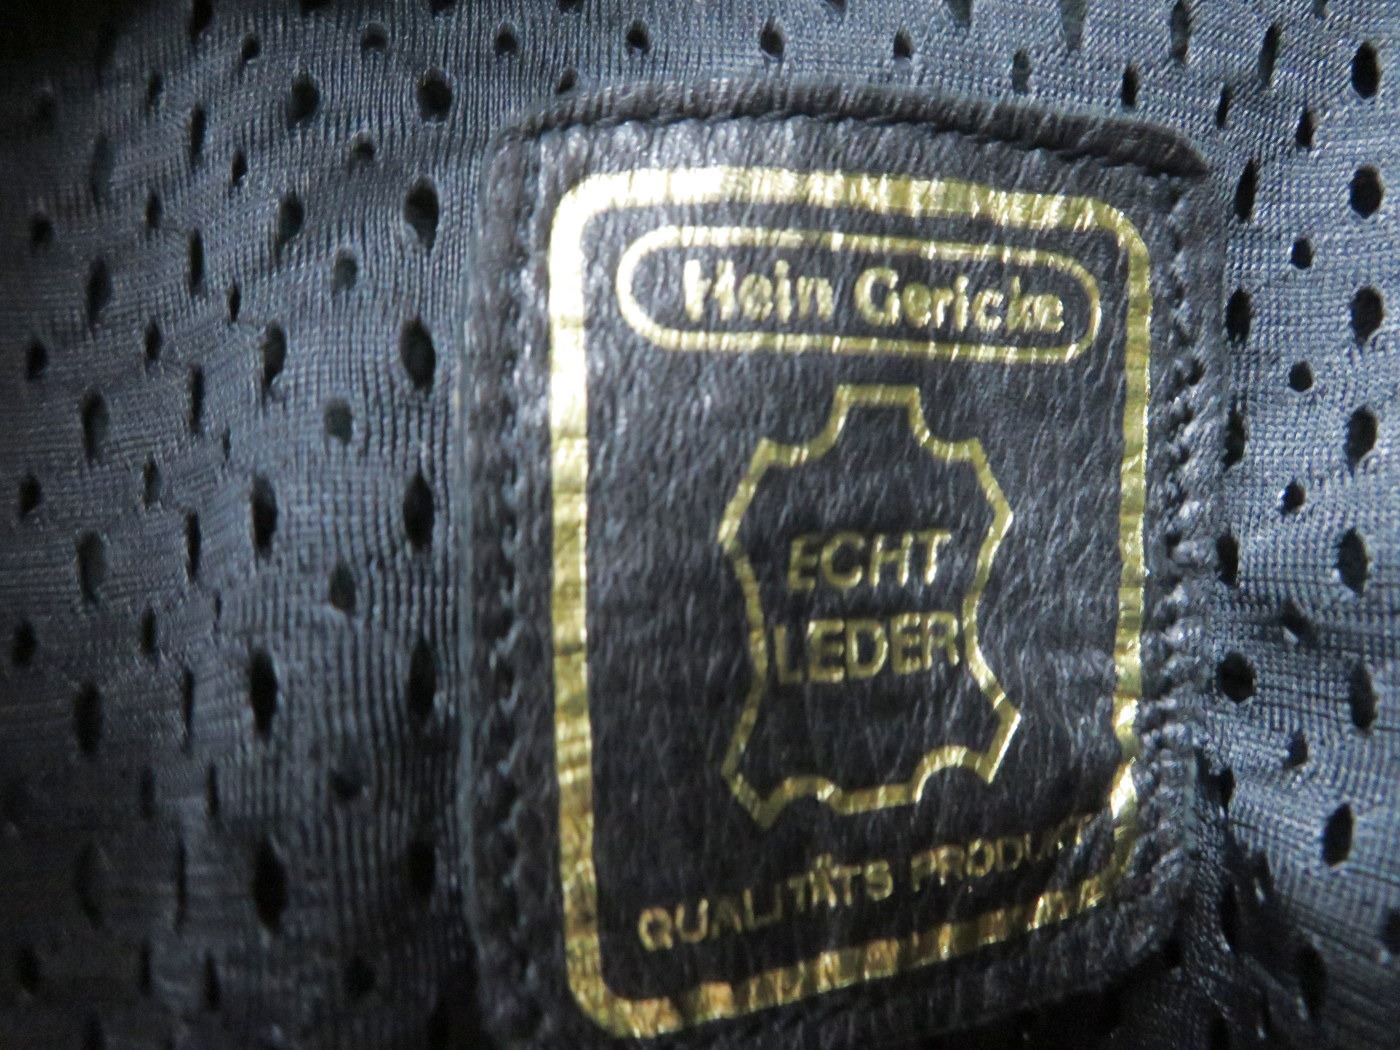 Hein Gericke
ECHT
LEDER
QUALITÄTS PRODUKT